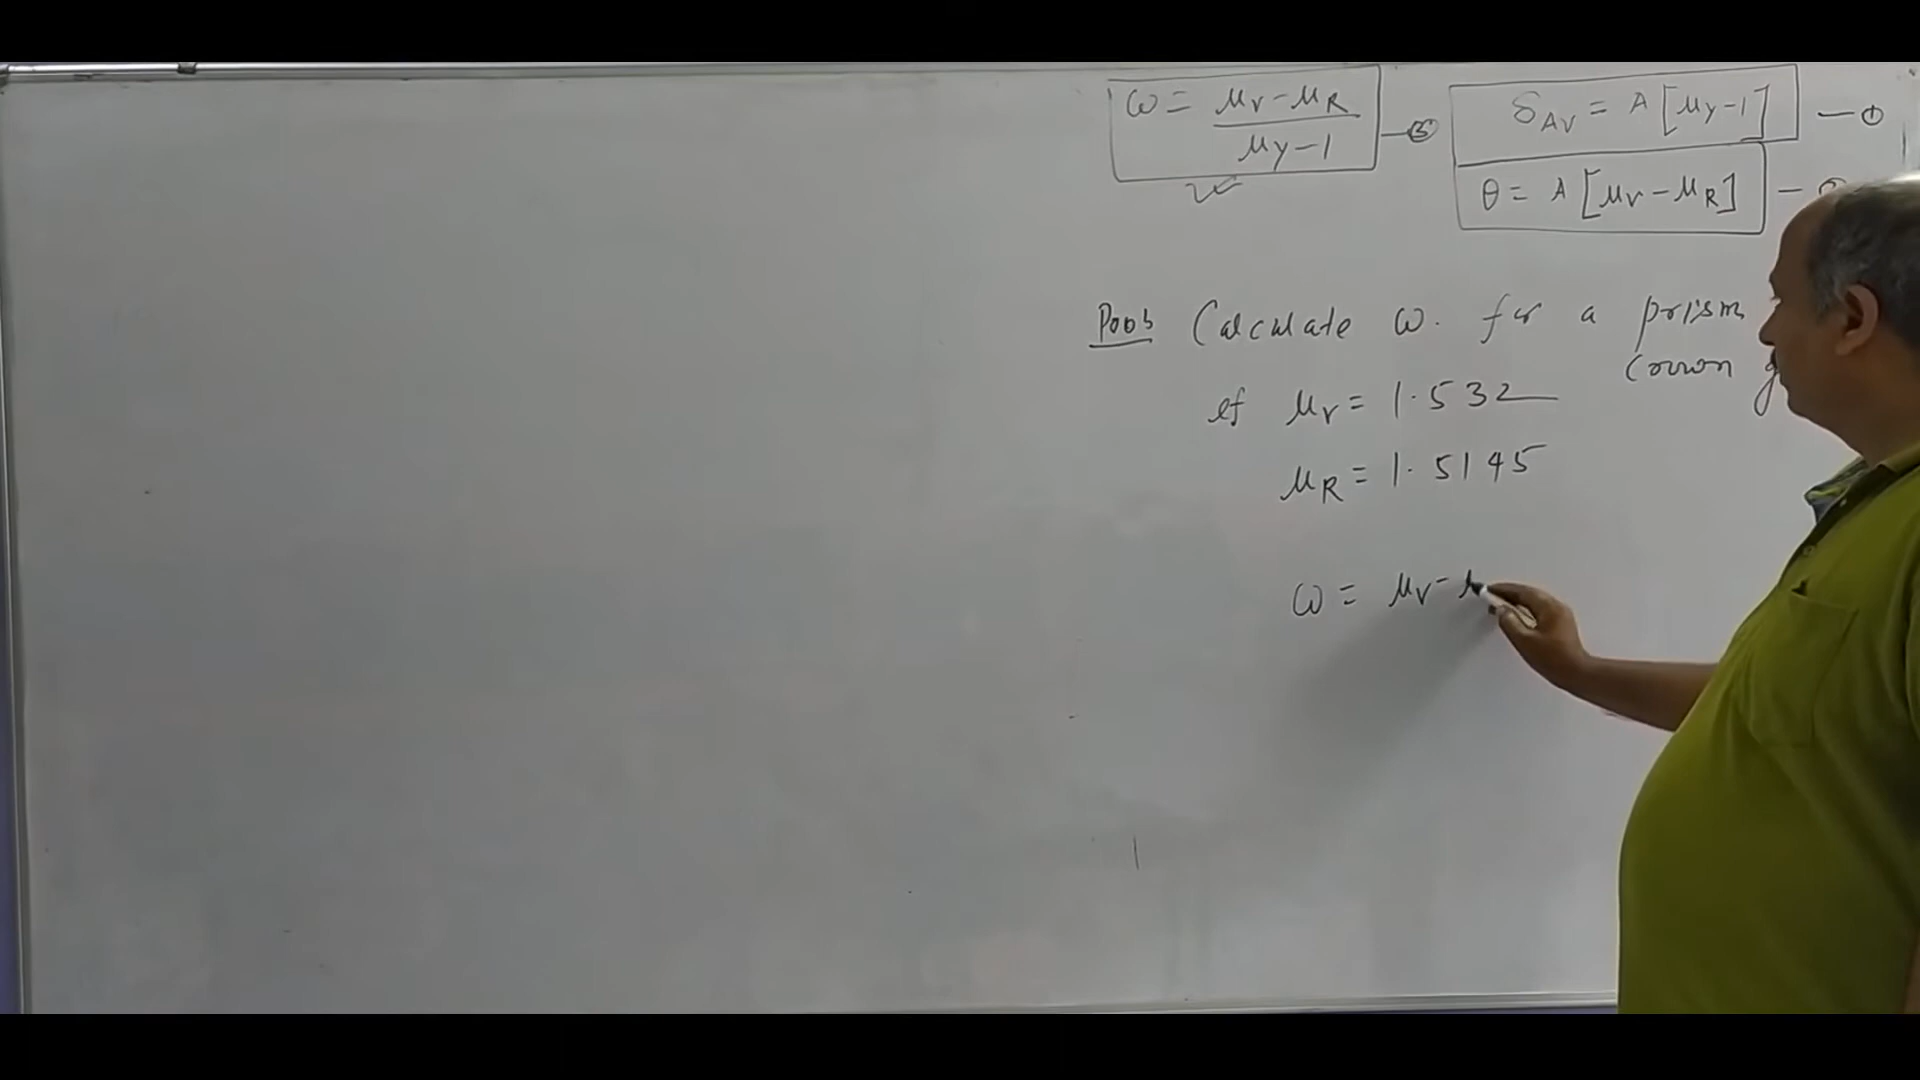 ω = μv - μR / μy - 1 — ⑤
δAv = A [μy - 1] — ①
θ = A [μv - μR] —
Prob Calculate ω. for a prism
crown
if μv = 1.532
μR = 1.5145
ω = μv - μ